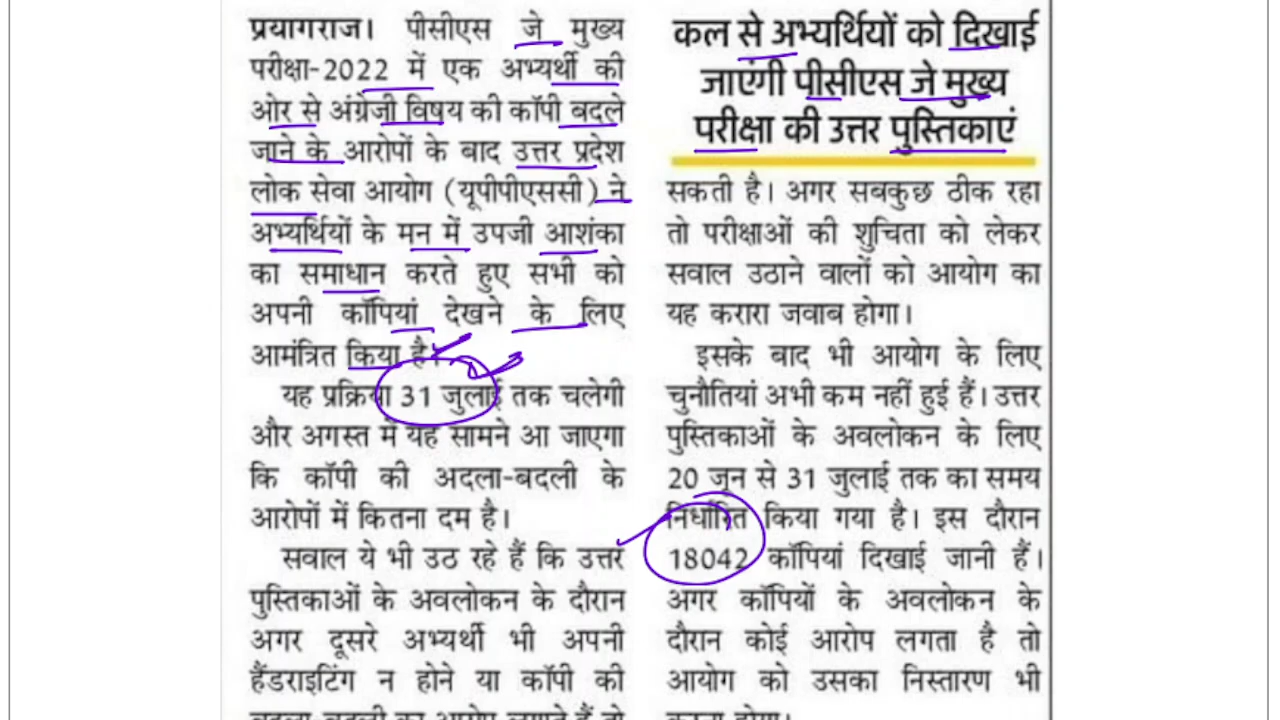 प्रयागराज। पीसीएस जे मुख्य
परीक्षा-2022 में एक अभ्यर्थी की
ओर से अंग्रेजी विषय की कॉपी बदले
जाने के आरोपों के बाद उत्तर प्रदेश
लोक सेवा आयोग (यूपीपीएससी) ने
अभ्यर्थियों के मन में उपजी आशंका
का समाधान करते हुए सभी को
अपनी कॉपियां देखने के लिए
आमंत्रित किया है।
यह प्रक्रिया 31 जुलाई तक चलेगी
और अगस्त में यह सामने आ जाएगा
कि कॉपी की अदला-बदली के
आरोपों में कितना दम है।
सवाल ये भी उठ रहे हैं कि उत्तर
पुस्तिकाओं के अवलोकन के दौरान
अगर दूसरे अभ्यर्थी भी अपनी
हैंडराइटिंग न होने या कॉपी की
कल से अभ्यर्थियों को दिखाई
जाएंगी पीसीएस जे मुख्य
परीक्षा की उत्तर पुस्तिकाएं
सकती है। अगर सबकुछ ठीक रहा
तो परीक्षाओं की शुचिता को लेकर
सवाल उठाने वालों को आयोग का
यह करारा जवाब होगा।
इसके बाद भी आयोग के लिए
चुनौतियां अभी कम नहीं हुई हैं। उत्तर
पुस्तिकाओं के अवलोकन के लिए
20 जून से 31 जुलाई तक का समय
निर्धारित किया गया है। इस दौरान
18042 कॉपियां दिखाई जानी हैं।
अगर कॉपियों के अवलोकन के
दौरान कोई आरोप लगता है तो
आयोग को उसका निस्तारण भी